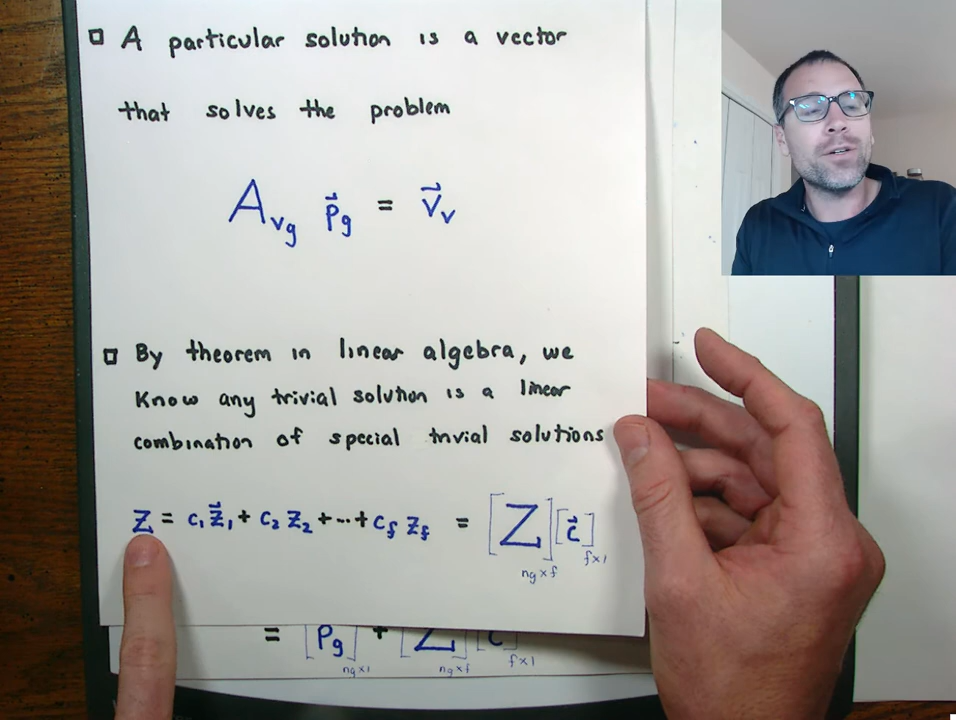 A particular solution is a vector
that solves the problem
A_vg p⃗_g = v⃗_v
By theorem in linear algebra, we
Know any trivial solution is a linear
combination of special trivial solutions
Z = c₁ z⃗₁ + c₂ z₂ + ... + c_f z_f = [Z]_{ng×f} [c⃗]_{f×1}
= [p_g]_{ng×1} + [Z]_{ng×f} [c]_{f×1}